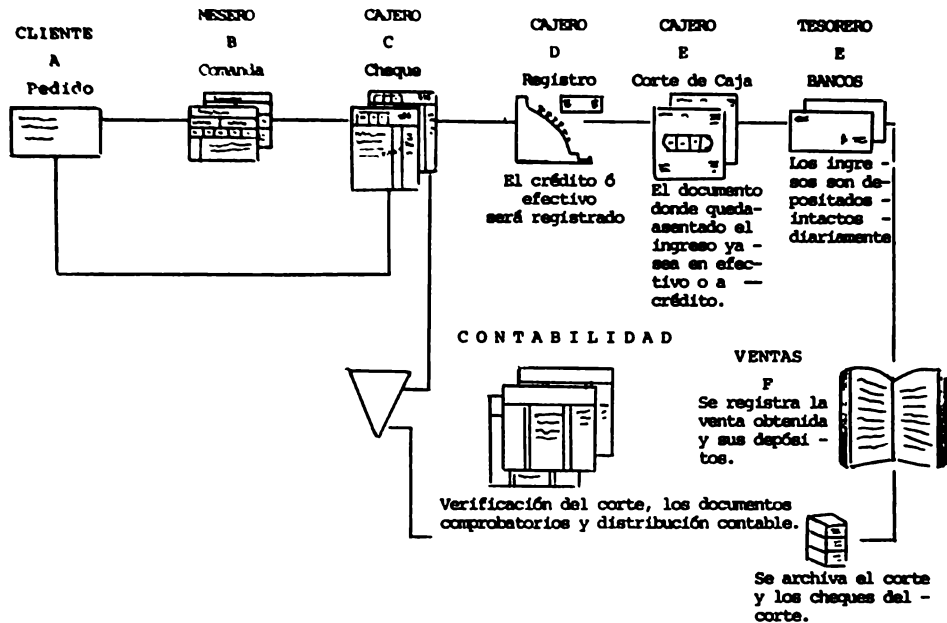 CLIENTE
A
Pedido
MESERO
B
Comanda
CAJERO
C
Cheque
CAJERO
D
Registro
El crédito ó
efectivo
será registrado
CAJERO
E
Corte de Caja
El documento
donde queda-
asentado el
ingreso ya -
sea en efec-
tivo o a —
crédito.
TESORERO
E
BANCOS
Los ingre -
sos son de-
positados -
intactos -
diariamente
CONTABILIDAD
Verificación del corte, los documentos
comprobatorios y distribución contable.
VENTAS
F
Se registra la
venta obtenida
y sus depósi -
tos.
Se archiva el corte
y los cheques del -
corte.